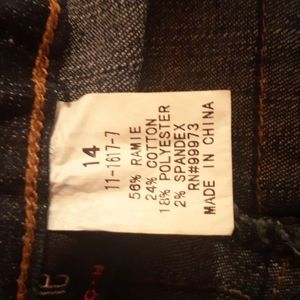 14
11-1617-7
56% RAMIE
24% COTTON
18% POLYESTER
2% SPANDEX
RN#99973
MADE IN CHINA